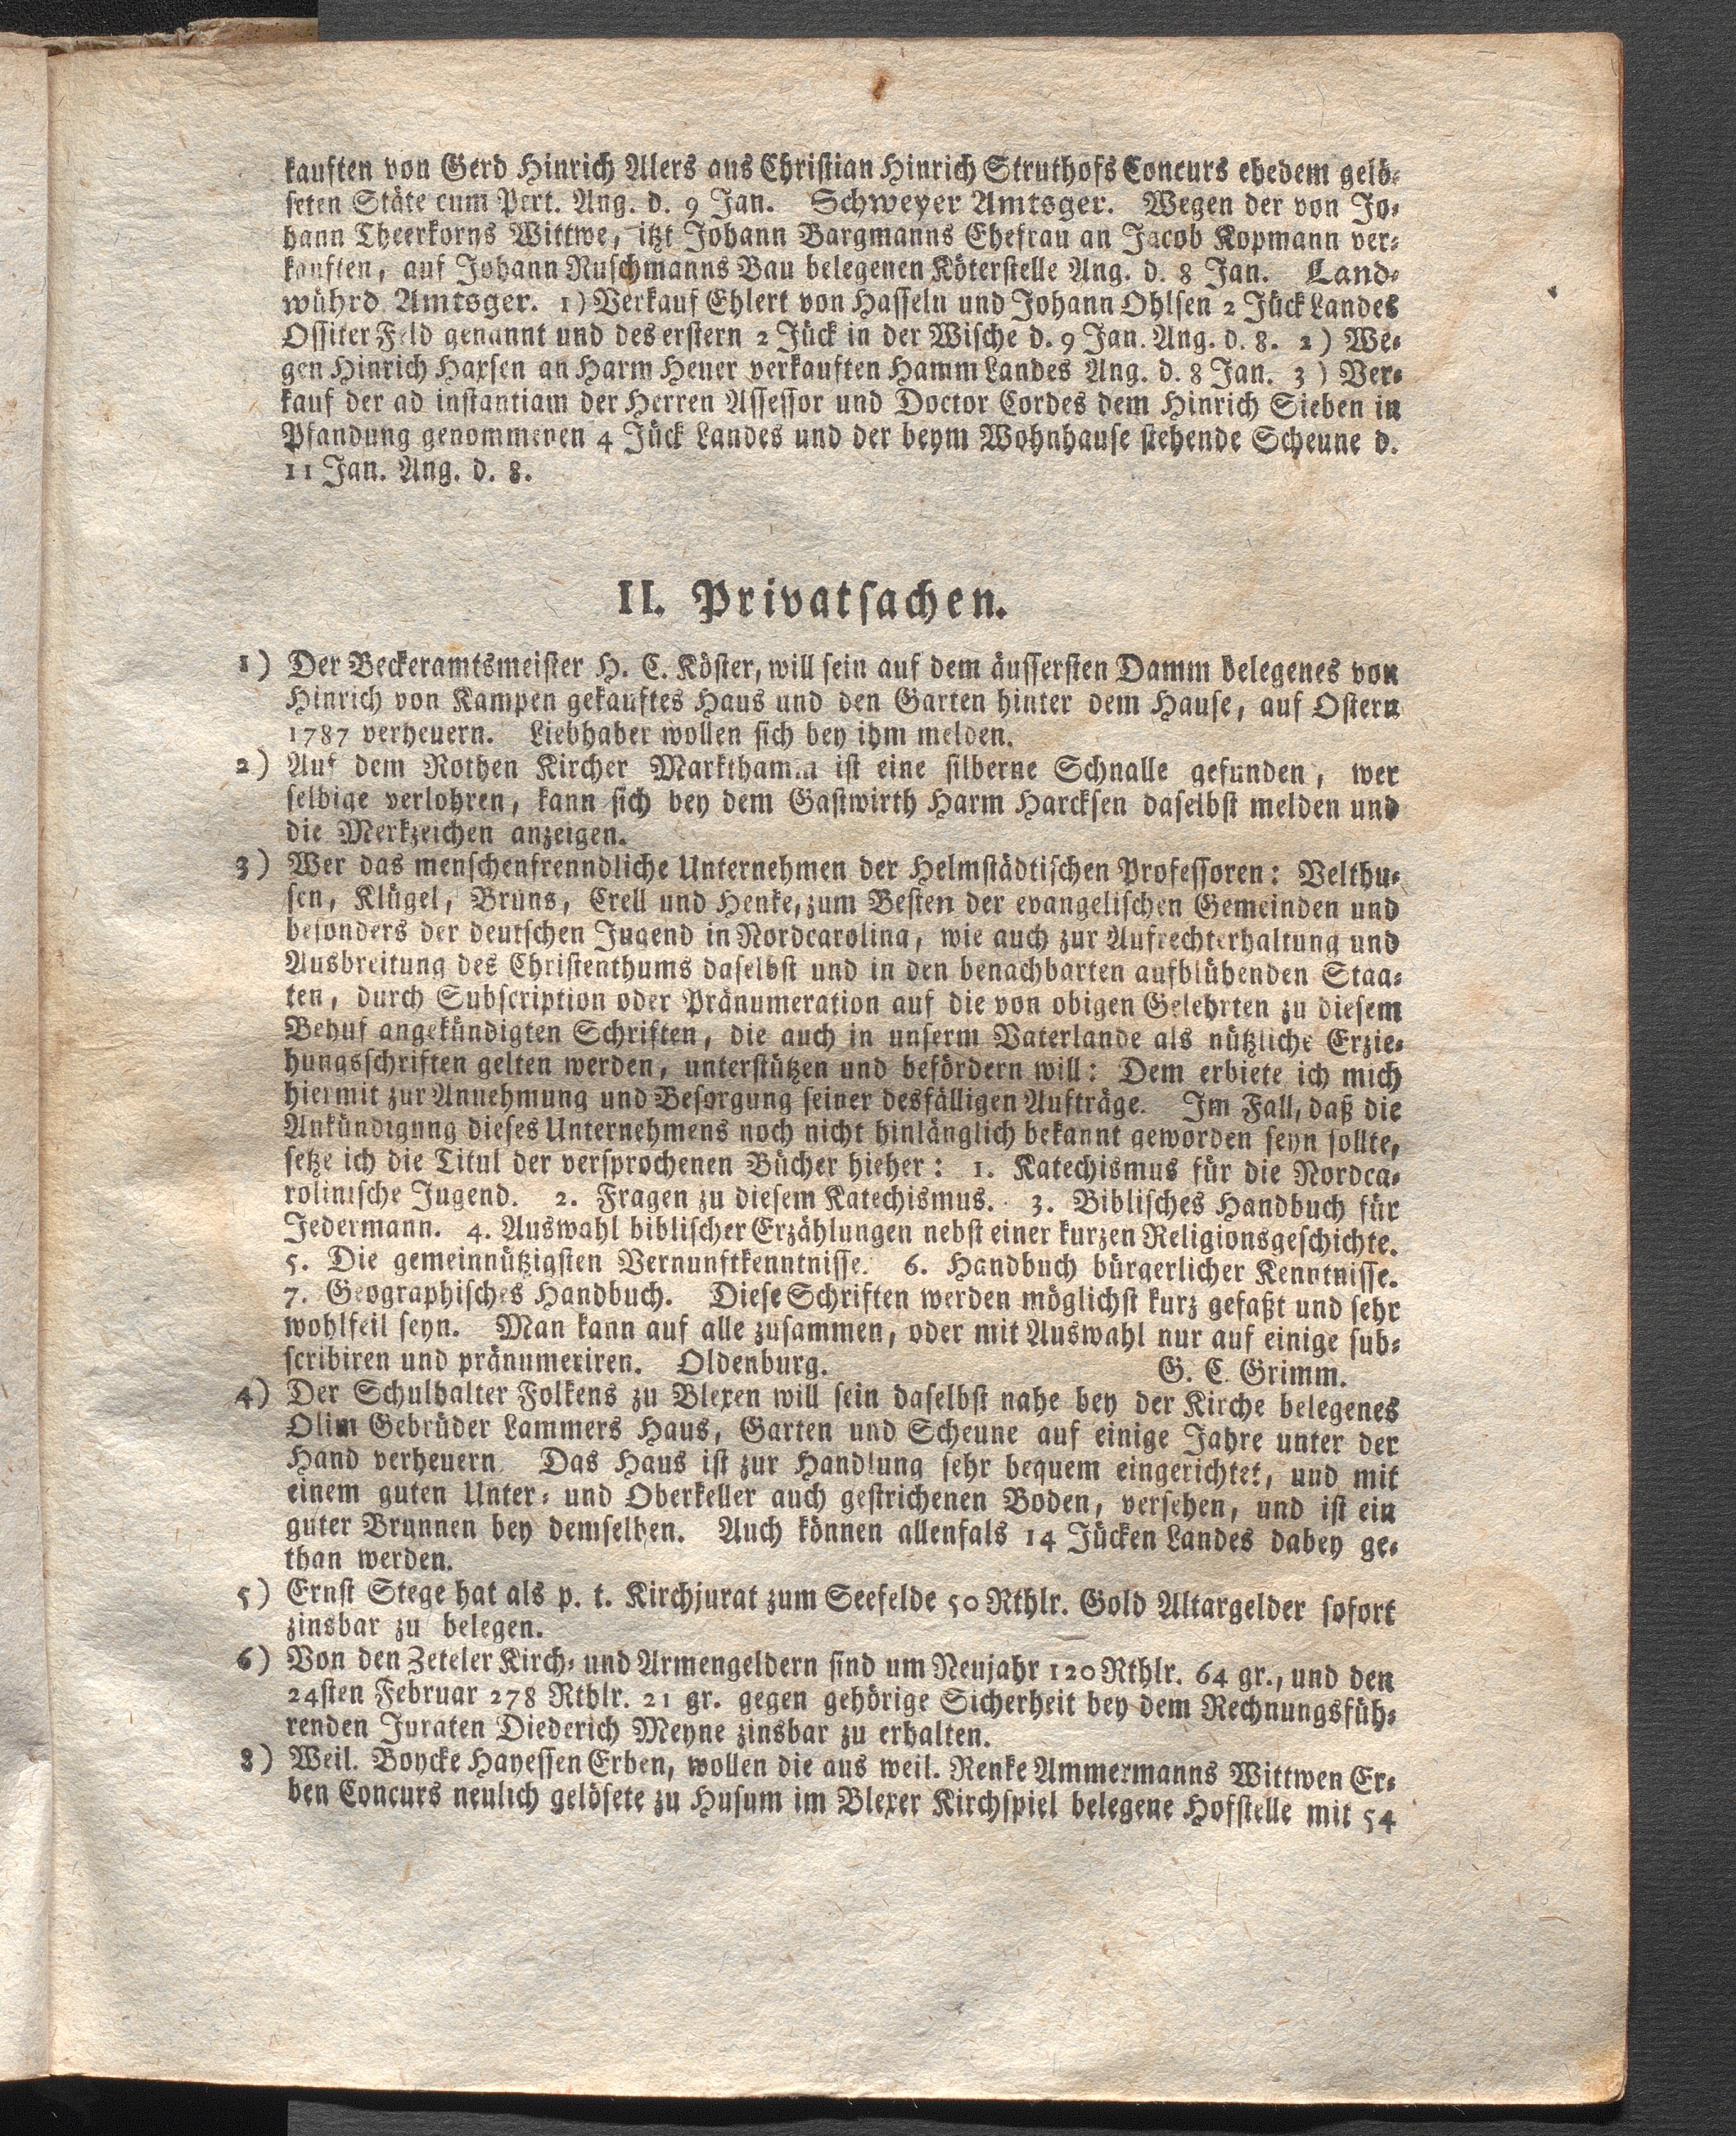 kauften von Gerd Hinrich Alers aus Christian Hinrich Struthofs Concurs ehedem gelö-
seten Stäte cum Pert. Ang. d. 9 Jan. Schweyer Amtsger. Wegen der von Jo-
hann Theerkorns Wittwe, itzt Johann Bargmanns Ehefrau an Jacob Kopmann ver-
kauften, auf Johann Ruschmanns Bau belegenen Köterstelle Ang. d. 8 Jan. Land-
wührd Amtsger. 1) Verkauf Ehlert von Hasseln und Johann Ohlsen 2 Jück Landes
Ossiter Feld genannt und des erstern 2 Jück in der Wische d. 9 Jan. Ang. d. 8. 2) We-
gen Hinrich Haxsen an Harm Heuer verkauften Hamm Landes Ang. d. 8 Jan. 3) Ver-
kauf der ad instantiam der Herren Assessor und Doctor Cordes dem Hinrich Sieben in
Pfandung genommenen 4 Jück Landes und der beym Wohnhause stehende Scheune d.
11 Jan. Ang. d. 8.
II. Privatsachen.
1) Der Beckeramtsmeister H. C. Köster, will sein auf dem äussersten Damm belegenes von
Hinrich von Kampen gekauftes Haus und den Garten hinter dem Hause, auf Ostern
1787 verheuern. Liebhaber wollen sich bey ihm melden.
2) Auf dem Rothen Kircher Markthamm ist eine silberne Schnalle gefunden, wer
selbige verlohren, kann sich bey dem Gastwirth Harm Harcksen daselbst melden und
die Merkzeichen anzeigen.
3) Wer das menschenfreundliche Unternehmen der Helmstädtischen Professoren: Velthu-
sen, Klügel, Bruns, Crell und Henke, zum Besten der evangelischen Gemeinden und
besonders der deutschen Jugend in Nordcarolina, wie auch zur Aufrechterhaltung und
Ausbreitung des Christenthums daselbst und in den benachbarten aufblühenden Staa-
ten, durch Subscription oder Pränumeration auf die von obigen Gelehrten zu diesem
Behuf angekündigten Schriften, die auch in unserm Vaterlande als nützliche Erzie-
hungsschriften gelten werden, unterstützen und befördern will: Dem erbiete ich mich
hiermit zur Annehmung und Besorgung seiner desfälligen Aufträge. Im Fall, daß die
Ankündigung dieses Unternehmens noch nicht hinlänglich bekannt geworden seyn sollte,
setze ich die Titul der versprochenen Bücher hieher: 1. Katechismus für die Nordca-
rolinische Jugend. 2. Fragen zu diesem Katechismus. 3. Biblisches Handbuch für
Jedermann. 4. Auswahl biblischer Erzählungen nebst einer kurzen Religionsgeschichte.
5. Die gemeinnützigsten Vernunftkenntnisse. 6. Handbuch bürgerlicher Kenntnisse.
7. Geographisches Handbuch. Diese Schriften werden möglichst kurz gefaßt und sehr
wohlfeil seyn. Man kann auf alle zusammen, oder mit Auswahl nur auf einige sub-
scribiren und pränumeriren. Oldenburg. G. C. Grimm.
4) Der Schulhalter Folkens zu Blexen will sein daselbst nahe bey der Kirche belegenes
Olim Gebrüder Lammers Haus, Garten und Scheune auf einige Jahre unter der
Hand verheuern Das Haus ist zur Handlung sehr bequem eingerichtet, und mit
einem guten Unter- und Oberkeller auch gestrichenen Boden, versehen, und ist ein
guter Brunnen bey demselben. Auch können allenfals 14 Jücken Landes dabey ge-
than werden.
5) Ernst Stege hat als p. t. Kirchjurat zum Seefelde 50 Rthlr. Gold Altargelder sofort
zinsbar zu belegen.
6) Von den Zeteler Kirch- und Armengeldern sind um Neujahr 120 Rthlr. 64 gr., und den
24sten Februar 278 Rthlr. 21 gr. gegen gehörige Sicherheit bey dem Rechnungsfüh-
renden Juraten Diederich Meyne zinsbar zu erhalten.
8) Weil. Boycke Hayessen Erben, wollen die aus weil. Renke Ammermanns Wittwen Er-
ben Concurs neulich gelösete zu Husum im Blexer Kirchspiel belegene Hofstelle mit 54